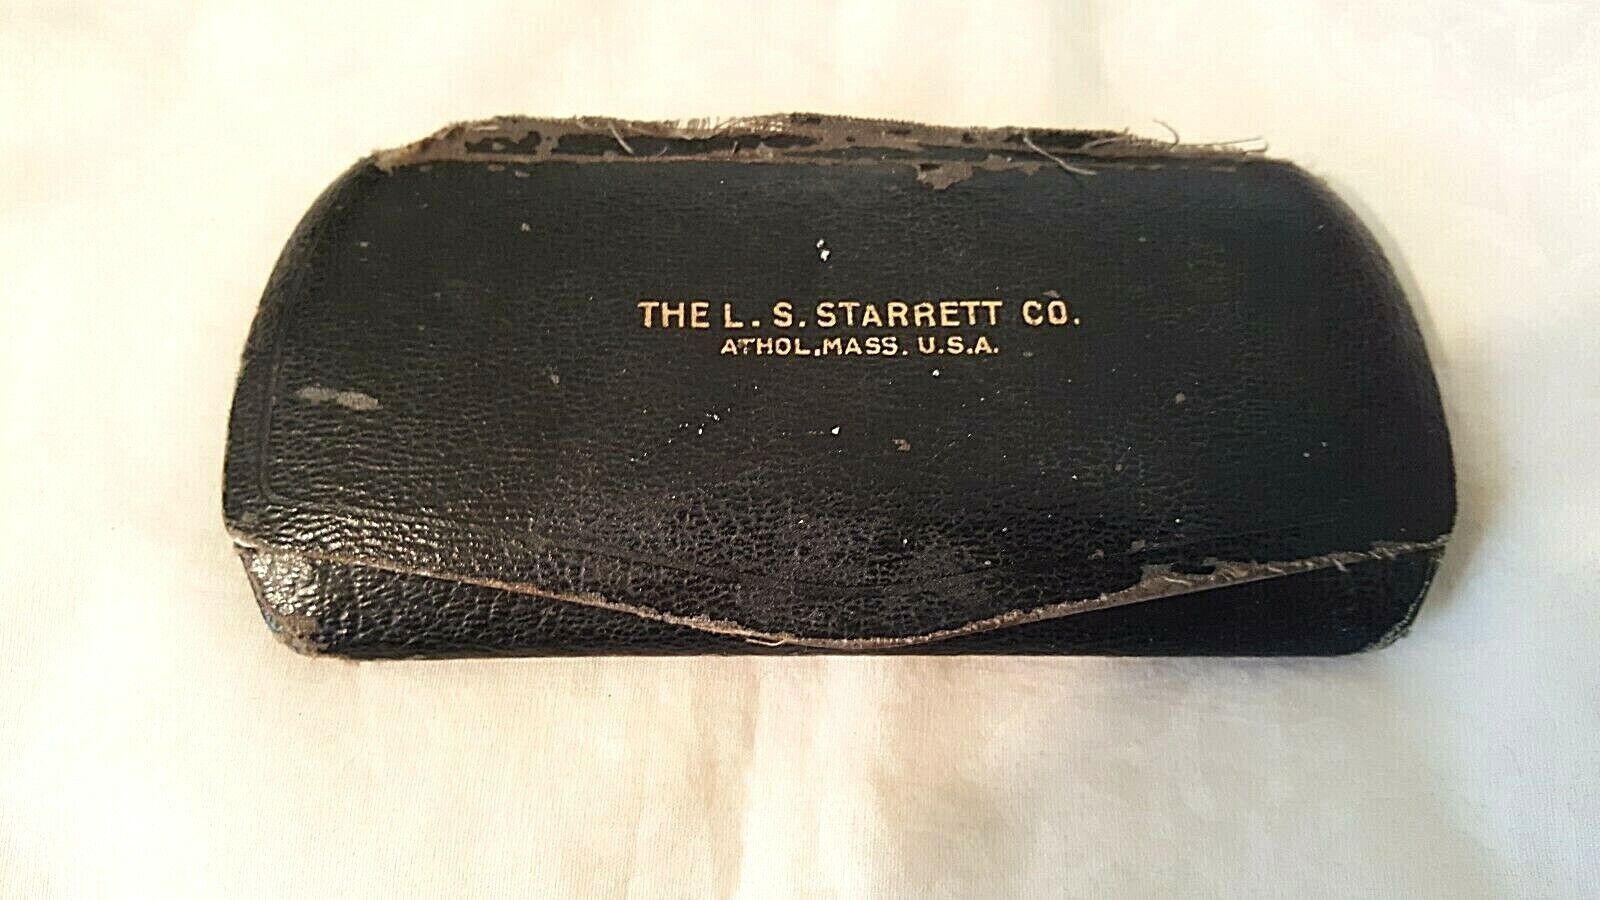 THE L. S. STARRETT CO.
ATHOL, MASS. U.S.A.